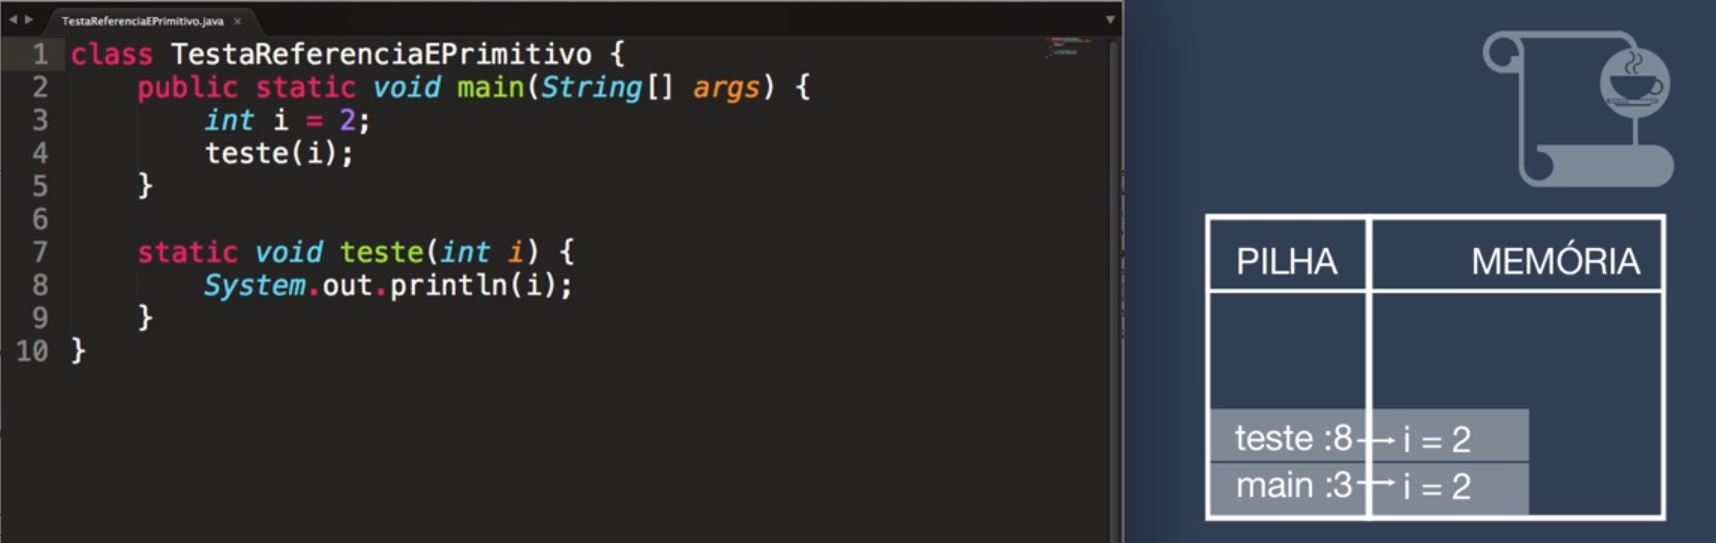 TestaReferenciaEPrimitivo.java ×
1 class TestaReferenciaEPrimitivo {
2     public static void main(String[] args) {
3         int i = 2;
4         teste(i);
5     }
6
7     static void teste(int i) {
8         System.out.println(i);
9     }
10 }
PILHA MEMÓRIA
teste :8→i = 2
main :3→i = 2